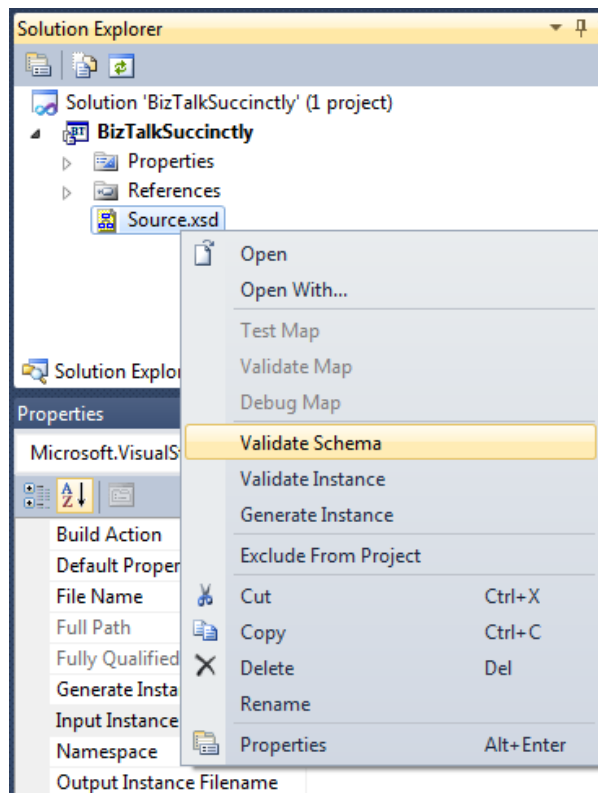 Solution Explorer
Solution 'BizTalkSuccinctly' (1 project)
BT BizTalkSuccinctly
Properties
References
Source.xsd
Open
Open With...
Test Map
Validate Map
Debug Map
Validate Schema
Validate Instance
Generate Instance
Exclude From Project
Cut Ctrl+X
Copy Ctrl+C
Delete Del
Rename
Properties Alt+Enter
Solution Explor
Properties
Microsoft.VisualS
Build Action
Default Proper
File Name
Full Path
Fully Qualified
Generate Insta
Input Instance
Namespace
Output Instance Filename